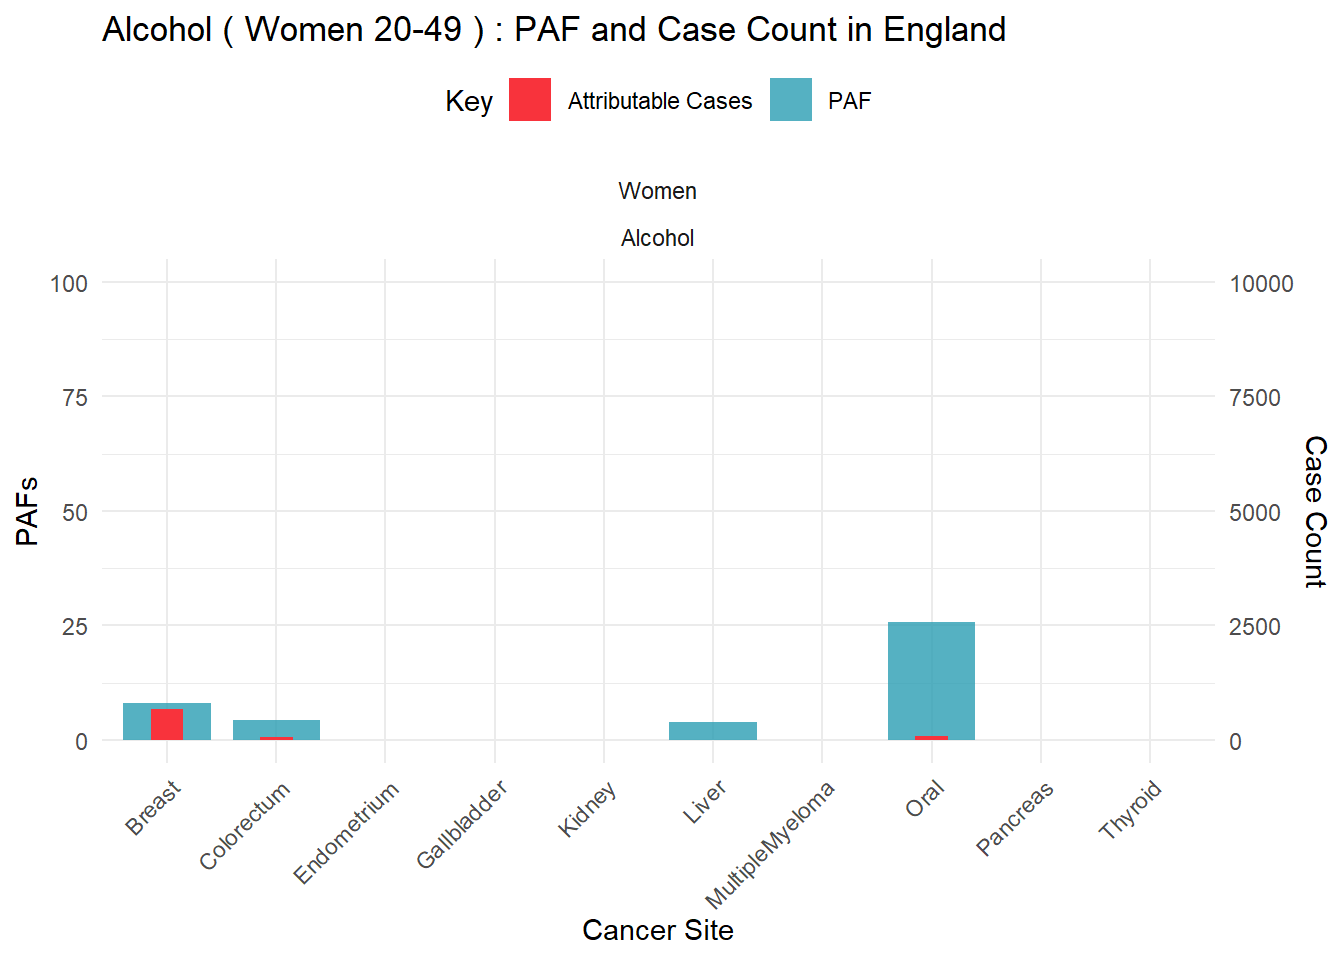 Alcohol ( Women 20-49 ) : PAF and Case Count in England
Key Attributable Cases PAF
Women
Alcohol
100
75
50
25
0
PAFs
10000
7500
5000
2500
0
Case Count
Breast
Colorectum
Endometrium
Gallbladder
Kidney
Liver
MultipleMyeloma
Oral
Pancreas
Thyroid
Cancer Site